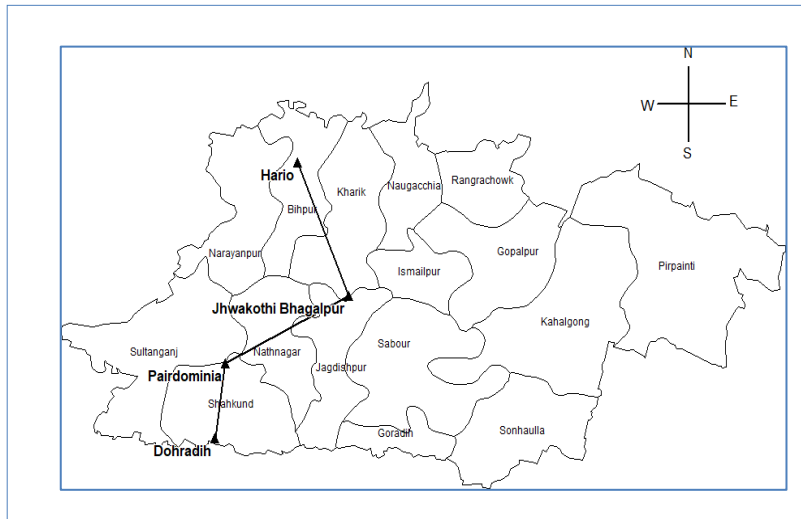 N
W E
S
Hario
Kharik
Naugacchia
Rangrachowk
Bihpur
Narayanpur
Gopalpur
Ismailpur
Pirpainti
Jhwakothi Bhagalpur
Kahalgong
Sabour
Sultanganj
Nathnagar
Jagdishpur
Pairdominia
Shahkund
Goradih
Sonhaulla
Dohradih